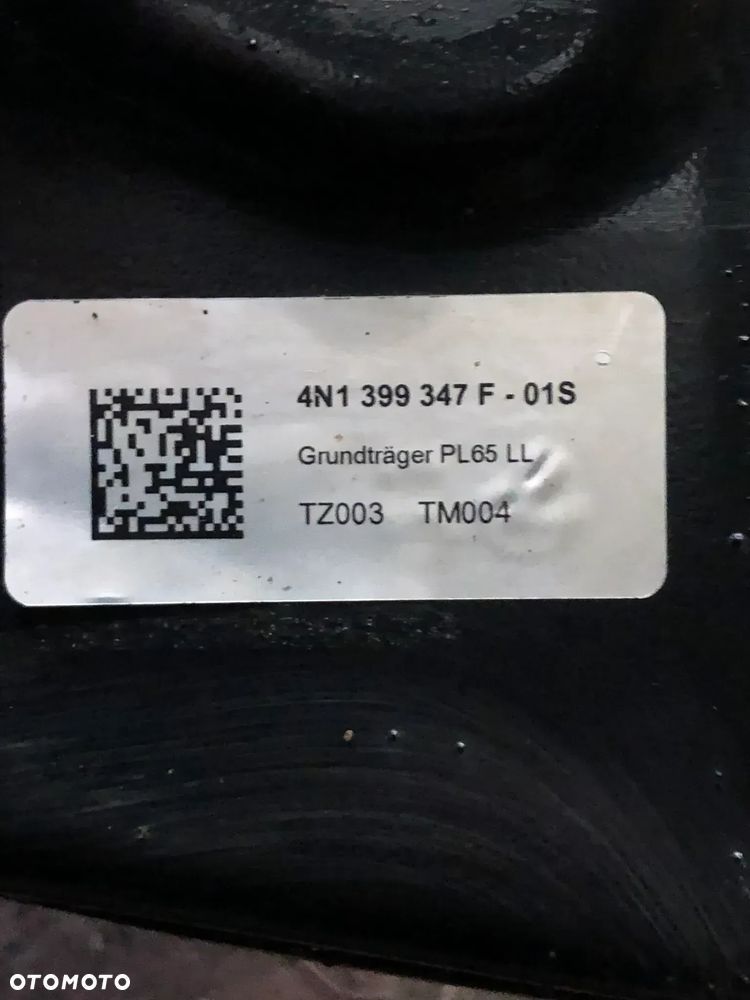 4N1 399 347 F - 01S
Grundträger PL65 LL
TZ003 TM004
OTOMOTO